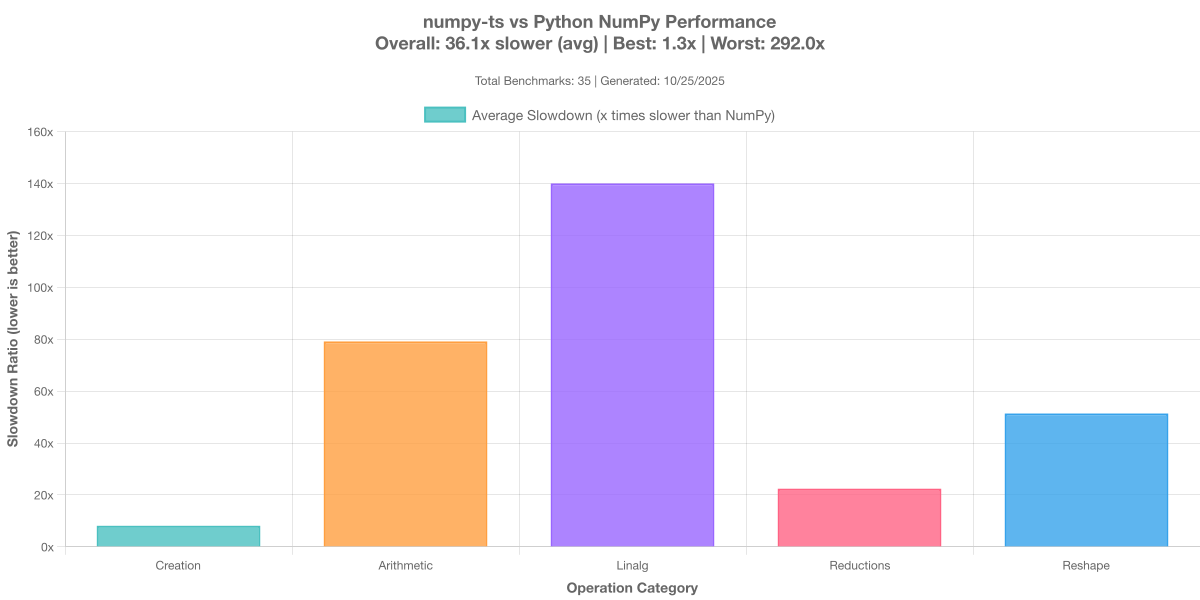 numpy-ts vs Python NumPy Performance
Overall: 36.1x slower (avg) | Best: 1.3x | Worst: 292.0x
Total Benchmarks: 35 | Generated: 10/25/2025
Average Slowdown (x times slower than NumPy)
Slowdown Ratio (lower is better)
160x
140x
120x
100x
80x
60x
40x
20x
0x
Creation
Arithmetic
Linalg
Reductions
Reshape
Operation Category